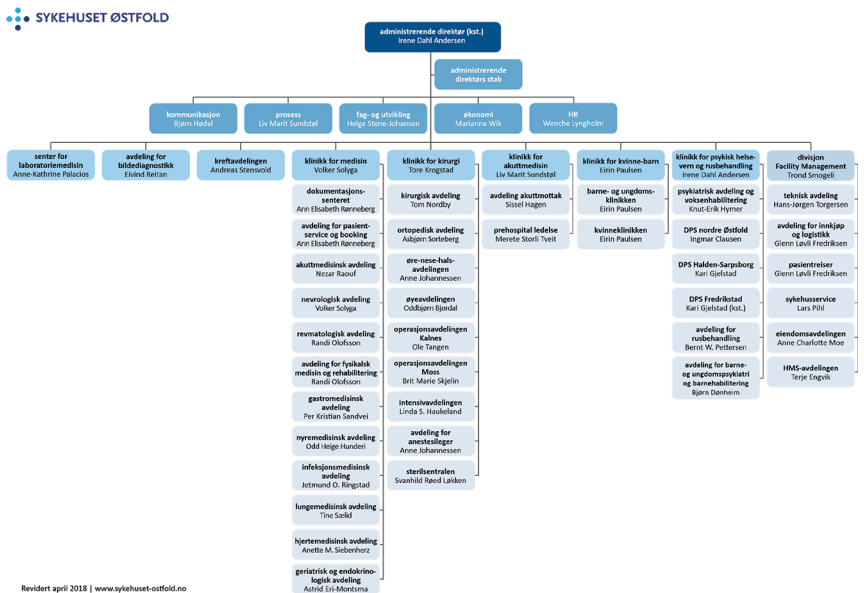 SYKEHUSET ØSTFOLD
administrerende direktør (kst.)
Irene Dahl Andersen
administrerende
direktørs stab
kommunikasjon
Bjørn Hødal
prosess
Liv Marit Sundstøl
fag- og utvikling
Helge Stene-Johansen
økonomi
Marianne Wik
HR
Wenche Lyngholm
senter for
laboratoriemedisin
Anne-Kathrine Palacios
avdeling for
bildediagnostikk
Eivind Reitan
kreftavdelingen
Andreas Stensvold
klinikk for medisin
Volker Solyga
dokumentasjons-
senteret
Ann Elisabeth Rønneberg
avdeling for pasient-
service og booking
Ann Elisabeth Rønneberg
akuttmedisinsk avdeling
Nezar Raouf
nevrologisk avdeling
Volker Solyga
revmatologisk avdeling
Randi Olofsson
avdeling for fysikalsk
medisin og rehabilitering
Randi Olofsson
gastromedisinsk
avdeling
Per Kristian Sandvei
nyremedisinsk avdeling
Odd Helge Hunderi
infeksjonsmedisinsk
avdeling
Jetmund O. Ringstad
lungemedisinsk avdeling
Tine Sælid
hjertemedisinsk avdeling
Anette M. Siebenherz
geriatrisk og endokrino-
logisk avdeling
Astrid Eri-Montsma
klinikk for kirurgi
Tore Krogstad
kirurgisk avdeling
Tom Nordby
ortopedisk avdeling
Asbjørn Sorteberg
øre-nese-hals-
avdelingen
Anne Johannessen
øyeavdelingen
Oddbjørn Bjordal
operasjonsavdelingen
Kalnes
Ole Tangen
operasjonsavdelingen
Moss
Brit Marie Skjelin
intensivavdelingen
Linda S. Haukeland
avdeling for
anestesileger
Anne Johannessen
sterilsentralen
Svanhild Røed Løkken
klinikk for
akuttmedisin
Liv Marit Sundstøl
avdeling akuttmottak
Sissel Hagen
prehospital ledelse
Merete Storli Tveit
klinikk for kvinne-barn
Eirin Paulsen
barne- og ungdoms-
klinikken
Eirin Paulsen
kvinneklinikken
Eirin Paulsen
klinikk for psykisk helse-
vern og rusbehandling
Irene Dahl Andersen
psykiatrisk avdeling og
voksenhabilitering
Knut-Erik Hymer
DPS nordre Østfold
Ingmar Clausen
DPS Halden-Sarpsborg
Kari Gjelstad
DPS Fredrikstad
Kari Gjelstad (kst.)
avdeling for
rusbehandling
Bernt W. Pettersen
avdeling for barne-
og ungdomspsykiatri
og barnehabilitering
Bjørn Dønheim
divisjon
Facility Management
Trond Smogeli
teknisk avdeling
Hans-Jørgen Torgersen
avdeling for innkjøp
og logistikk
Glenn Løvli Fredriksen
pasientreiser
Glenn Løvli Fredriksen
sykehusservice
Lars Pihl
eiendomsavdelingen
Anne Charlotte Moe
HMS-avdelingen
Terje Engvik
Revidert april 2018 | www.sykehuset-ostfold.no